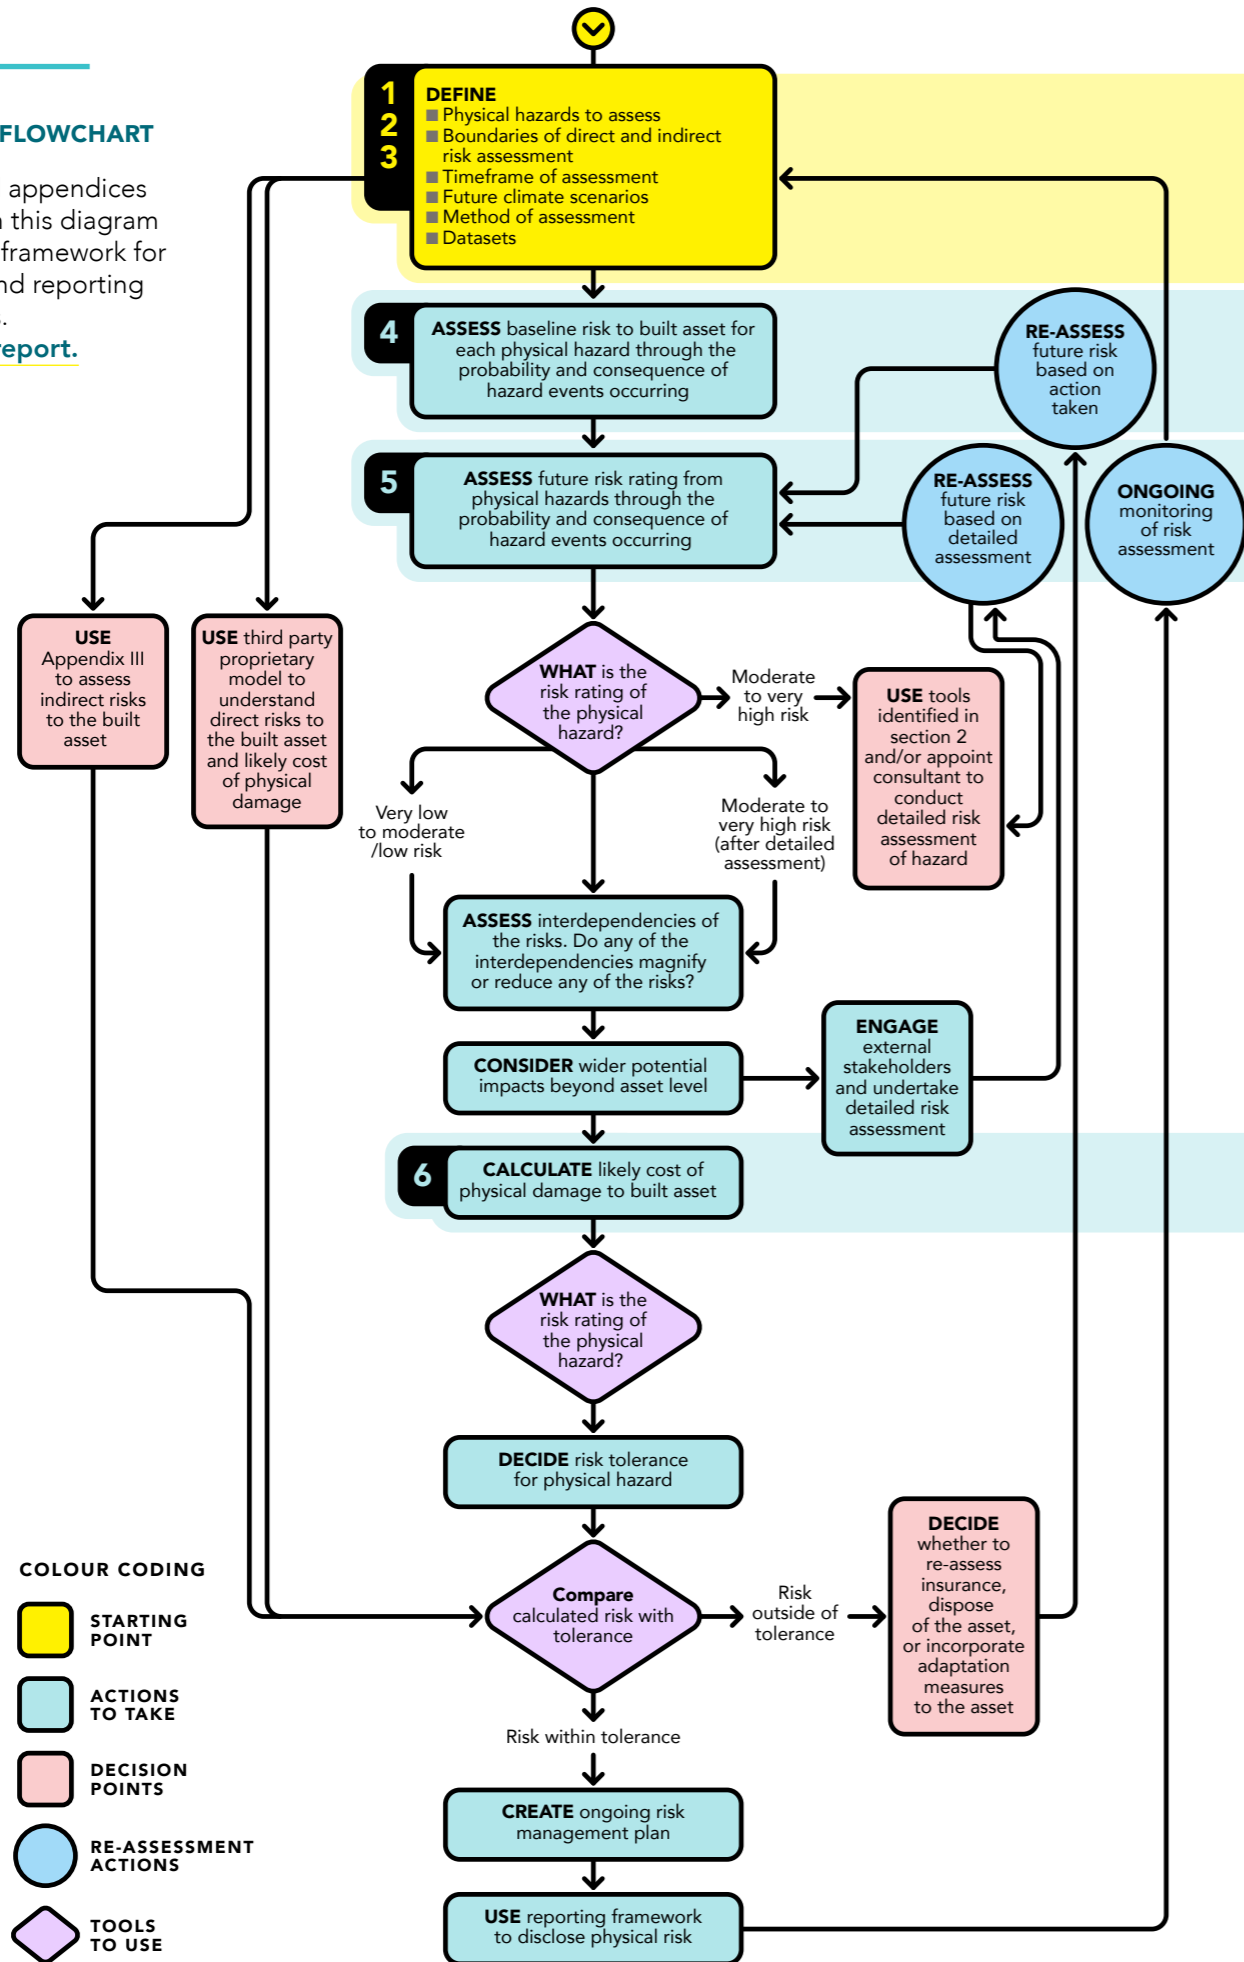 FLOWCHART
appendices
this diagram
framework for
nd reporting
report.
1
2
3
DEFINE
Physical hazards to assess
Boundaries of direct and indirect
risk assessment
Timeframe of assessment
Future climate scenarios
Method of assessment
Datasets
4
ASSESS baseline risk to built asset for
each physical hazard through the
probability and consequence of
hazard events occurring
RE-ASSESS
future risk
based on
action
taken
5
ASSESS future risk rating from
physical hazards through the
probability and consequence of
hazard events occurring
RE-ASSESS
future risk
based on
detailed
assessment
ONGOING
monitoring
of risk
assessment
USE
Appendix III
to assess
indirect risks
to the built
asset
USE third party
proprietary
model to
understand
direct risks to
the built asset
and likely cost
of physical
damage
WHAT is the
risk rating of
the physical
hazard?
Moderate
to very
high risk
USE tools
identified in
section 2
and/or appoint
consultant to
conduct
detailed risk
assessment
of hazard
Very low
to moderate
/low risk
Moderate to
very high risk
(after detailed
assessment)
ASSESS interdependencies of
the risks. Do any of the
interdependencies magnify
or reduce any of the risks?
CONSIDER wider potential
impacts beyond asset level
ENGAGE
external
stakeholders
and undertake
detailed risk
assessment
6
CALCULATE likely cost of
physical damage to built asset
WHAT is the
risk rating of
the physical
hazard?
DECIDE risk tolerance
for physical hazard
Compare
calculated risk with
tolerance
Risk
outside of
tolerance
DECIDE
whether to
re-assess
insurance,
dispose
of the asset,
or incorporate
adaptation
measures
to the asset
Risk within tolerance
CREATE ongoing risk
management plan
USE reporting framework
to disclose physical risk
COLOUR CODING
STARTING
POINT
ACTIONS
TO TAKE
DECISION
POINTS
RE-ASSESSMENT
ACTIONS
TOOLS
TO USE